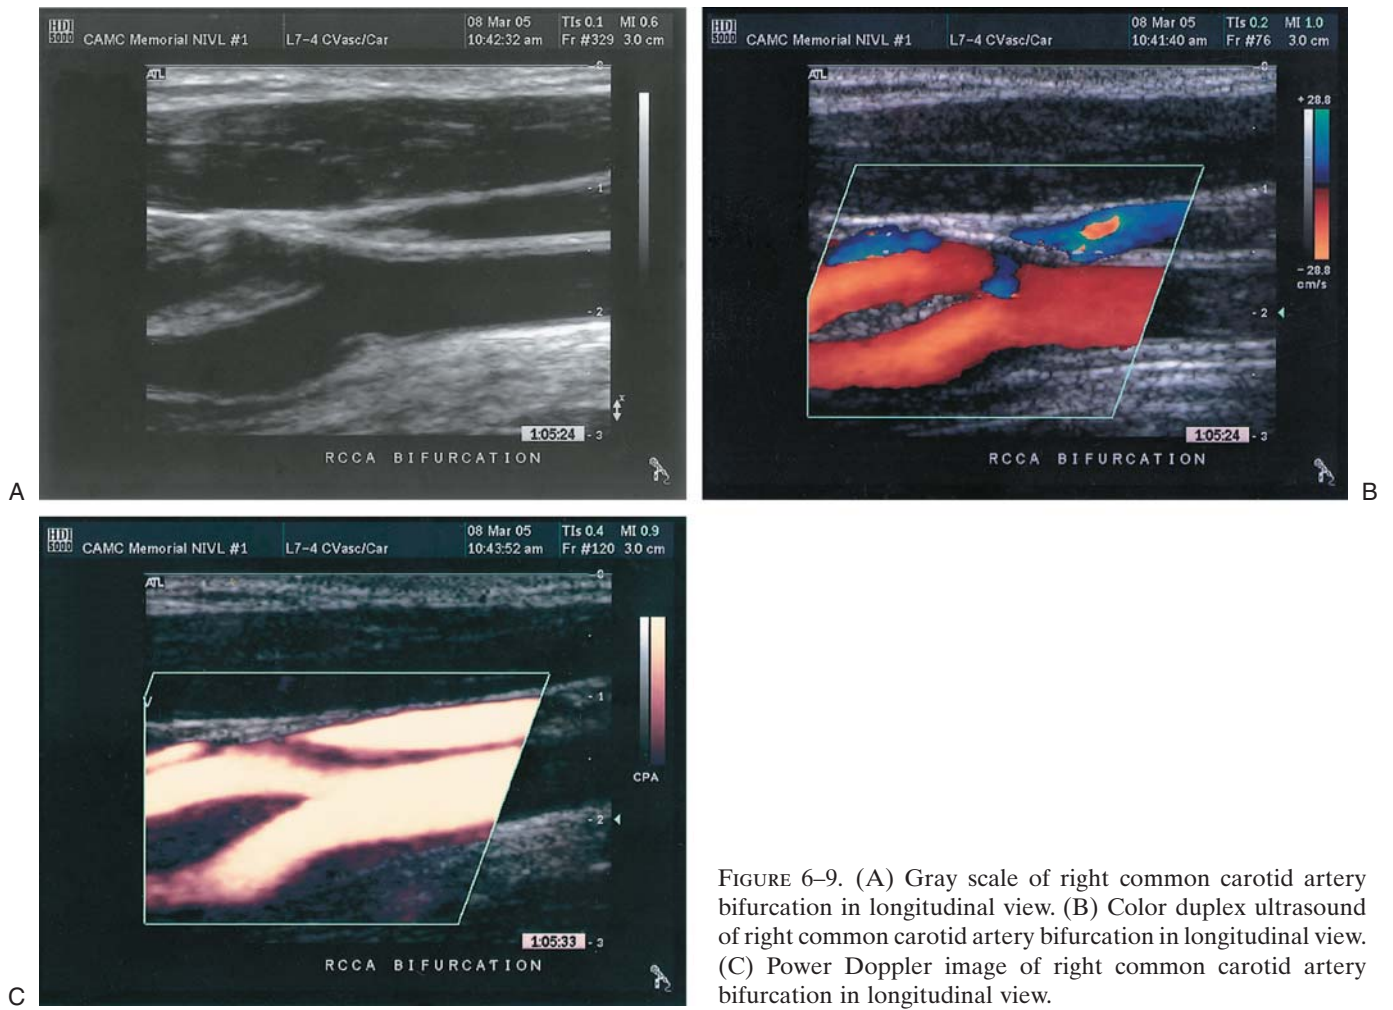 HDI 5000
CAMC Memorial NIVL #1
L7-4 CVasc/Car
08 Mar 05
10:42:32 am
TIs 0.1 MI 0.6
Fr #329 3.0 cm
ATL
0
1
2
3
x
1:05:24
RCCA BIFURCATION
A
HDI 5000
CAMC Memorial NIVL #1
L7-4 CVasc/Car
08 Mar 05
10:41:40 am
TIs 0.2 MI 1.0
Fr #76 3.0 cm
ATL
0
1
2
3
+ 28.8
- 28.8
cm/s
1:05:24
RCCA BIFURCATION
B
HDI 5000
CAMC Memorial NIVL #1
L7-4 CVasc/Car
08 Mar 05
10:43:52 am
TIs 0.4 MI 0.9
Fr #120 3.0 cm
ATL
V
0
1
2
3
CPA
1:05:33
RCCA BIFURCATION
C
FIGURE 6–9. (A) Gray scale of right common carotid artery
bifurcation in longitudinal view. (B) Color duplex ultrasound
of right common carotid artery bifurcation in longitudinal view.
(C) Power Doppler image of right common carotid artery
bifurcation in longitudinal view.